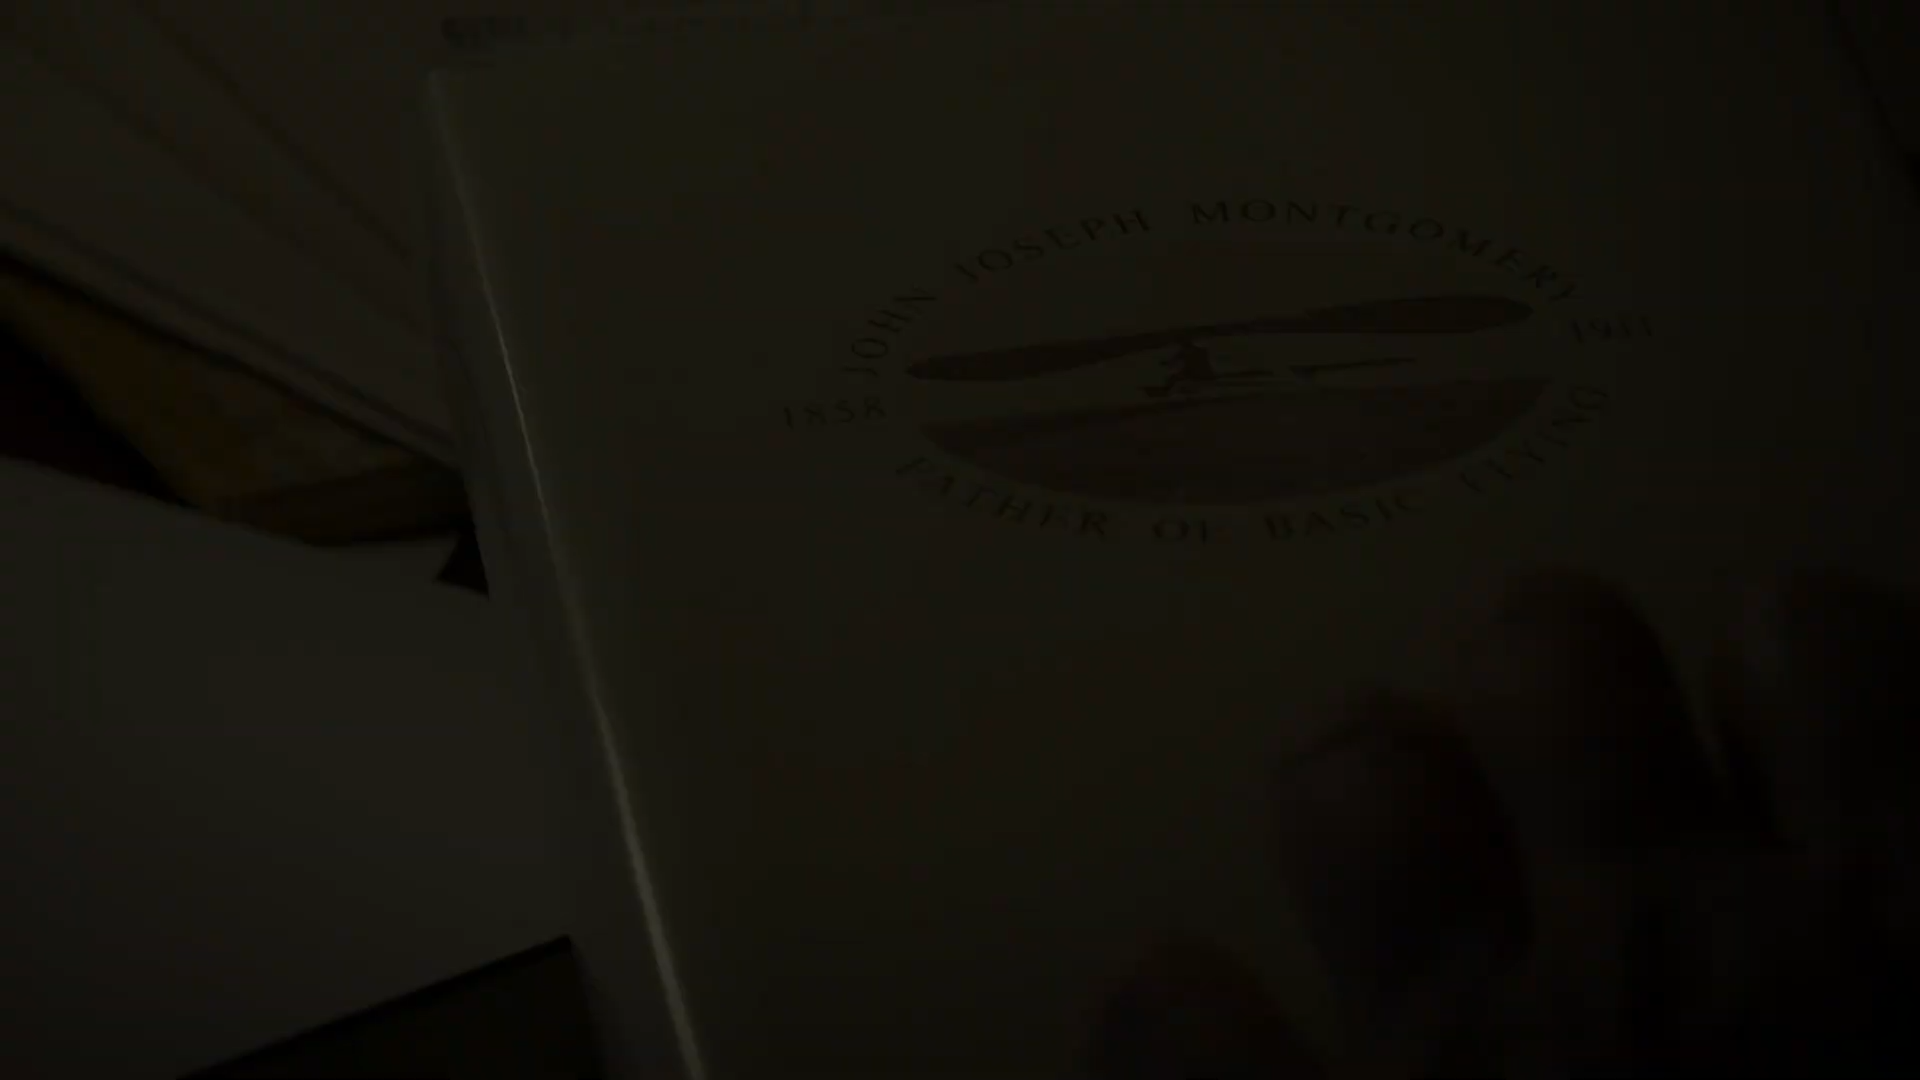 JOHN JOSEPH MONTGOMERY
1858
1911
FATHER OF BASIC FLYING